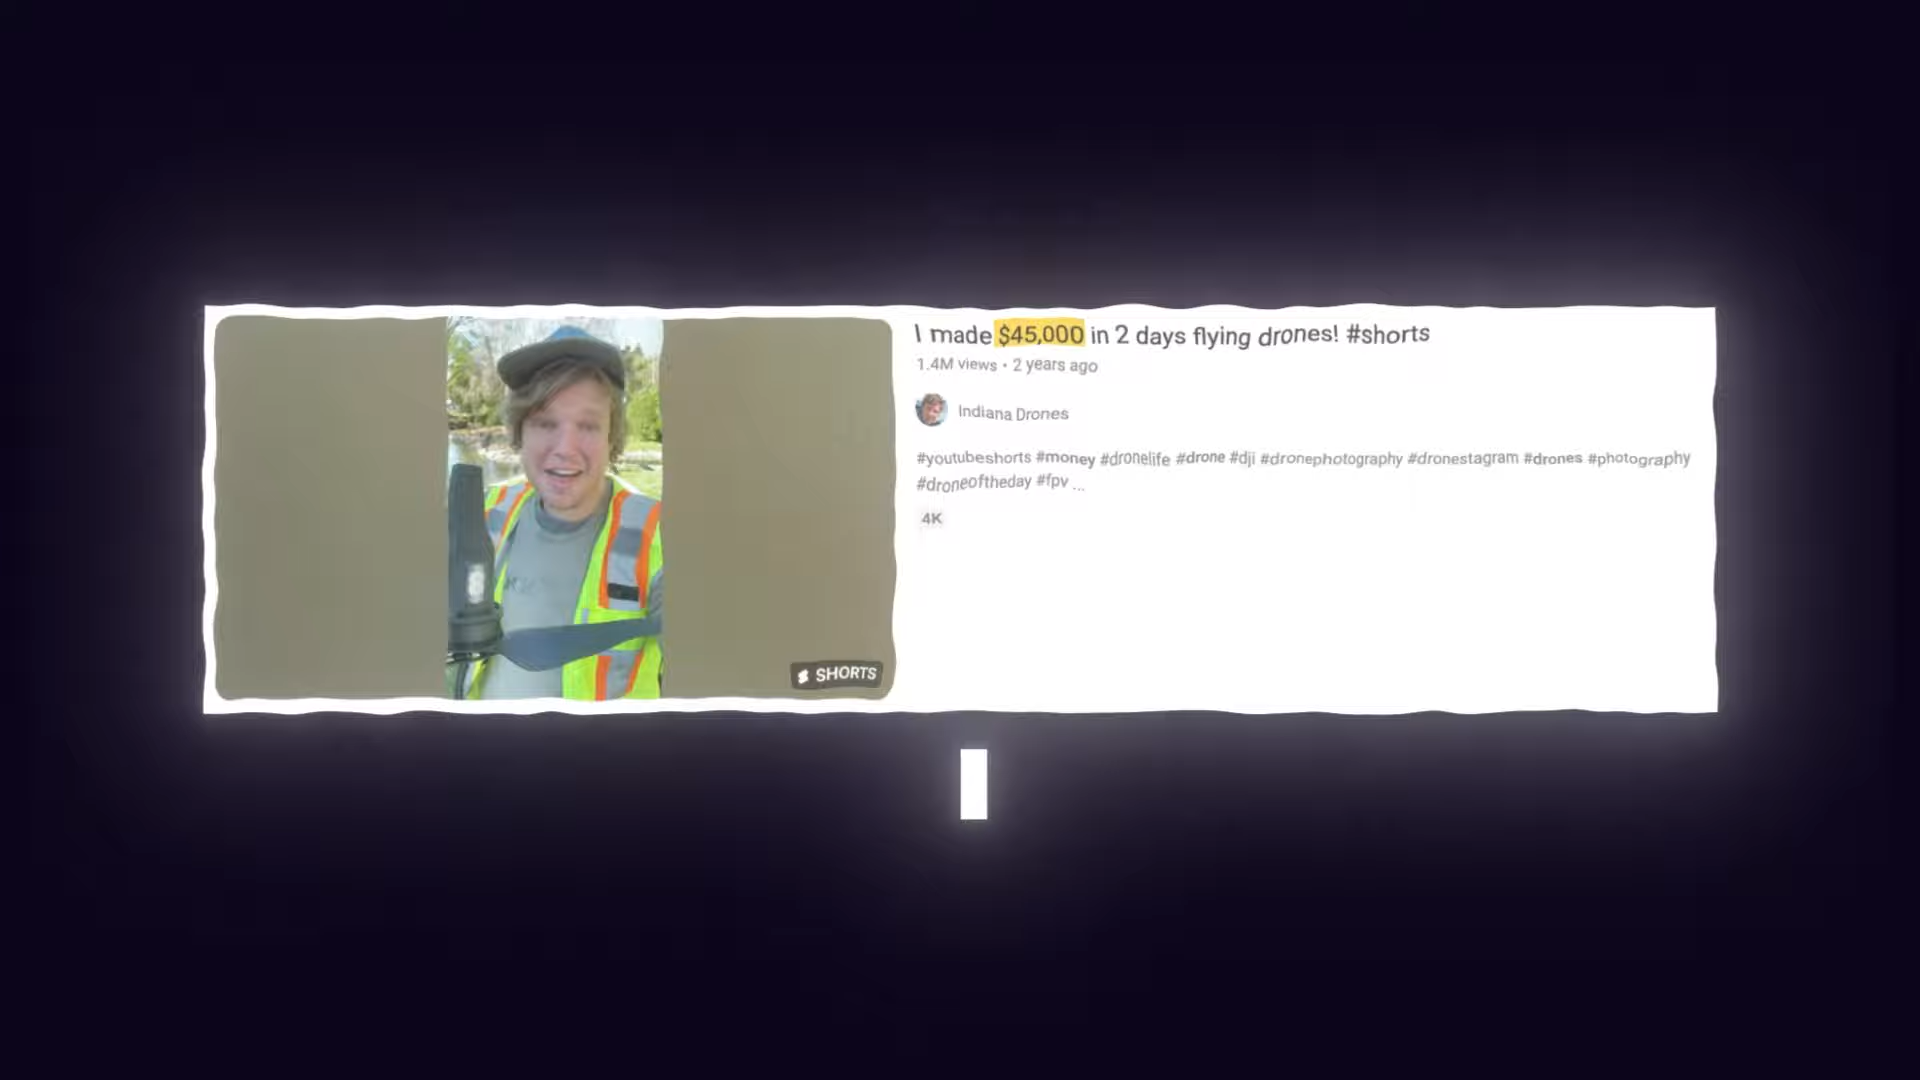 I made $45,000 in 2 days flying drones! #shorts
1.4M views • 2 years ago
Indiana Drones
#youtubeshorts #money #dronelife #drone #dji #dronephotography #dronestagram #drones #photography
#droneoftheday #fpv ...
4K
SHORTS